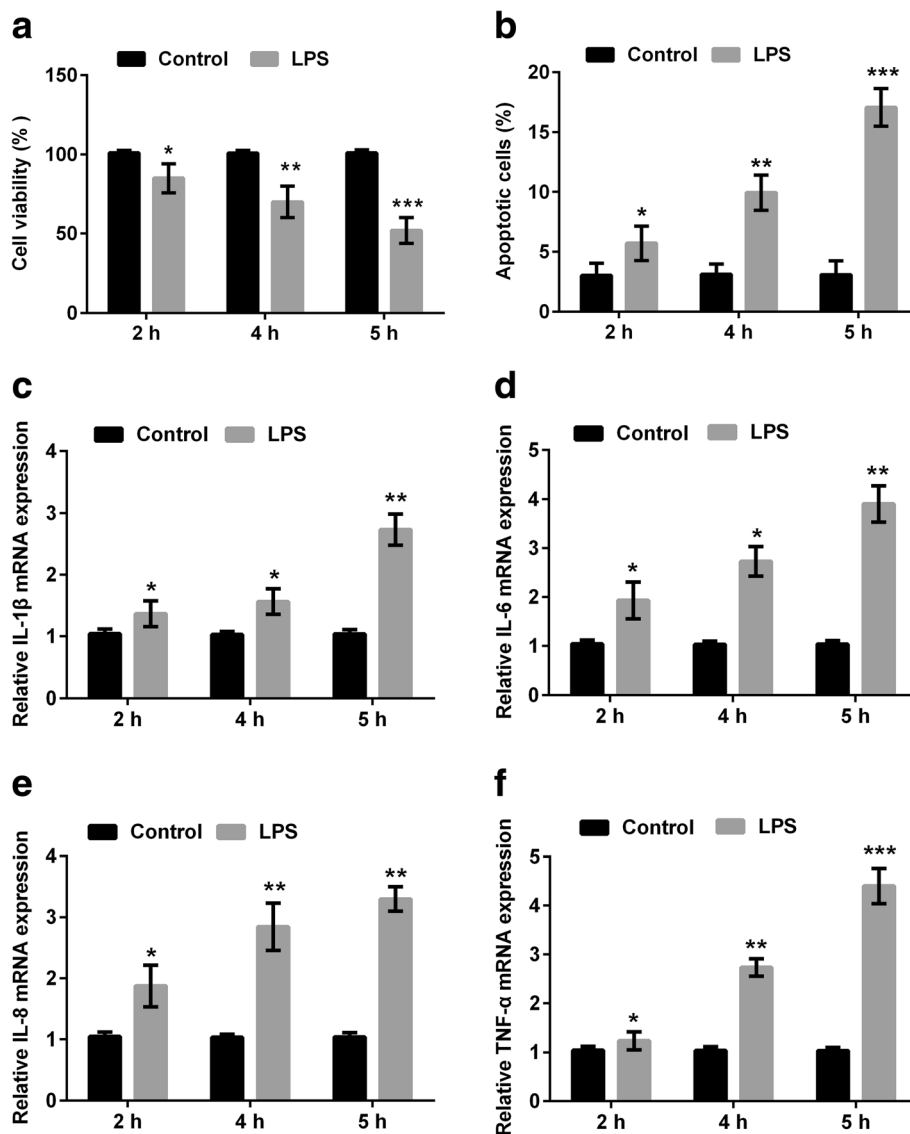 a
Control LPS
Cell viability (% )
150
100
50
0
* ** ***
2 h 4 h 5 h
b
Control LPS
Apoptotic cells (%)
20
15
10
5
0
* ** ***
2 h 4 h 5 h
c
Control LPS
Relative IL-1β mRNA expression
4
3
2
1
0
* * **
2 h 4 h 5 h
d
Control LPS
Relative IL-6 mRNA expression
5
4
3
2
1
0
* * **
2 h 4 h 5 h
e
Control LPS
Relative IL-8 mRNA expression
4
3
2
1
0
* ** **
2 h 4 h 5 h
f
Control LPS
Relative TNF-α mRNA expression
5
4
3
2
1
0
* ** ***
2 h 4 h 5 h